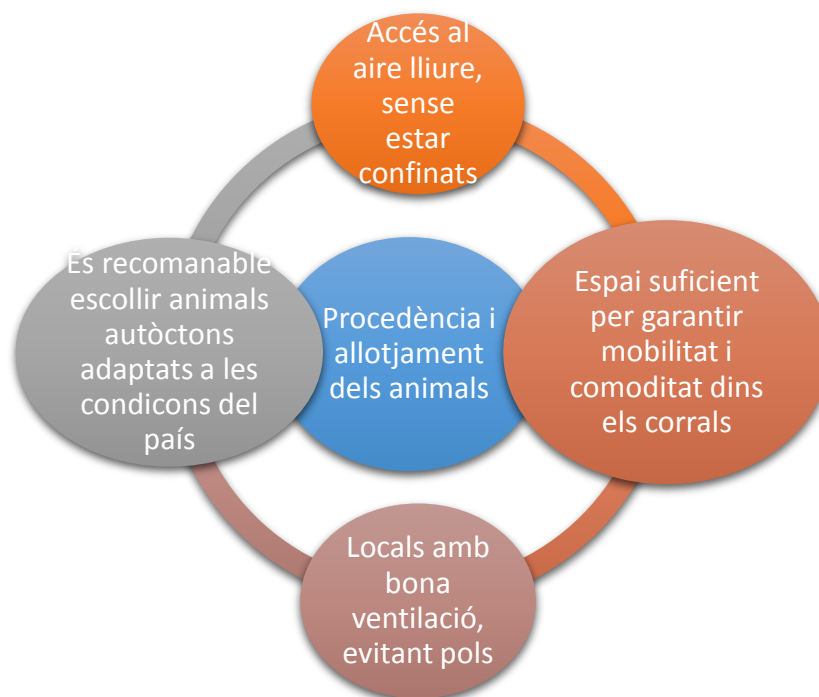 Accés al
aire lliure,
sense
estar
confinats
És recomanable
escollir animals
autòctons
adaptats a les
condicons del
país
Procedència i
allotjament
dels animals
Espai suficient
per garantir
mobilitat i
comoditat dins
els corrals
Locals amb
bona
ventilació,
evitant pols